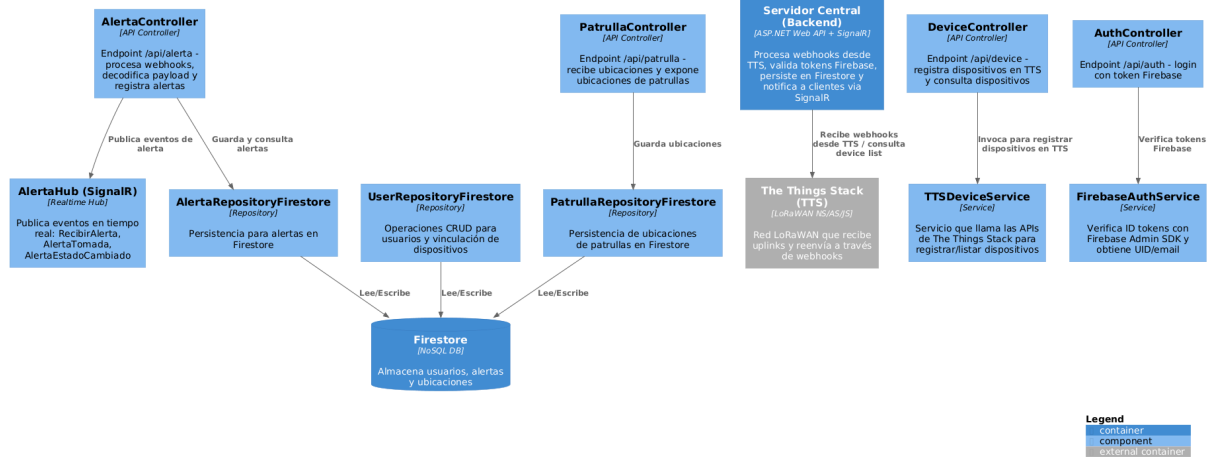 AlertaController
[API Controller]
Endpoint /api/alerta -
procesa webhooks,
decodifica payload y
registra alertas
PatrullaController
[API Controller]
Endpoint /api/patrulla -
recibe ubicaciones y expone
ubicaciones de patrullas
Servidor Central
(Backend)
[ASP.NET Web API + SignalR]
Procesa webhooks desde
TTS, valida tokens Firebase,
persiste en Firestore y
notifica a clientes via
SignalR
DeviceController
[API Controller]
Endpoint /api/device -
registra dispositivos en TTS
y consulta dispositivos
AuthController
[API Controller]
Endpoint /api/auth - login
con token Firebase
Publica eventos de
alerta
Guarda y consulta
alertas
Guarda ubicaciones
Recibe webhooks
desde TTS / consulta
device list
Invoca para registrar
dispositivos en TTS
Verifica tokens
Firebase
AlertaHub (SignalR)
[Realtime Hub]
Publica eventos en tiempo
real: RecibirAlerta,
AlertaTomada,
AlertaEstadoCambiado
AlertaRepositoryFirestore
[Repository]
Persistencia para alertas en
Firestore
UserRepositoryFirestore
[Repository]
Operaciones CRUD para
usuarios y vinculación de
dispositivos
PatrullaRepositoryFirestore
[Repository]
Persistencia de ubicaciones
de patrullas en Firestore
The Things Stack
(TTS)
[LoRaWAN NS/AS/JS]
Red LoRaWAN que recibe
uplinks y reenvía a través
de webhooks
TTSDeviceService
[Service]
Servicio que llama las APIs
de The Things Stack para
registrar/listar dispositivos
FirebaseAuthService
[Service]
Verifica ID tokens con
Firebase Admin SDK y
obtiene UID/email
Lee/Escribe
Lee/Escribe
Lee/Escribe
Firestore
[NoSQL DB]
Almacena usuarios, alertas
y ubicaciones
Legend
container
component
external container